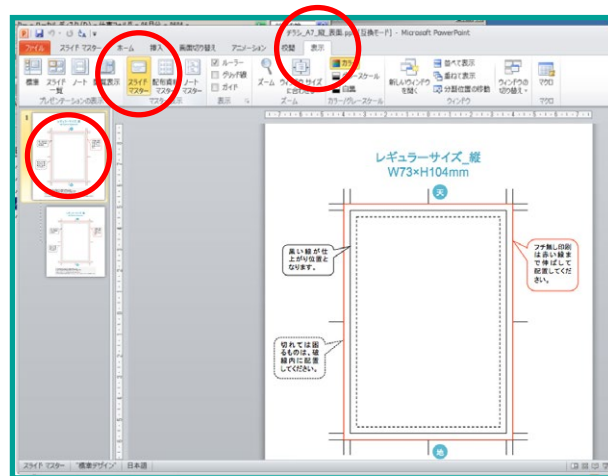 チラシ_A7_縦_表面.pp [互換モード] - Microsoft PowerPoint
ファイル スライド マスター ホーム 挿入 画面切り替え アニメーション 校閲 表示
標準 スライド一覧 ノート 閲覧表示
スライド マスター 配布資料 マスター ノート マスター
ルーラー
グリッド線
ガイド
ズーム ウィンドウ サイズに合わせる
カラー
グレースケール
白黒
新しいウィンドウを開く
並べて表示
重ねて表示
分割位置の移動
ウィンドウの切り替え
マクロ
プレゼンテーションの表示 マスター表示 表示 ズーム カラー/グレースケール ウィンドウ マクロ
1
レギュラーサイズ_縦
W73×H104mm
天
黒い線が仕
上がり位置と
なります。
フチ無し印刷
は赤い線ま
で伸ばして
配置してくだ
さい。
切れては困
るものは、破
線内に配置
してください。
地
スライド マスター "標準デザイン" 日本語